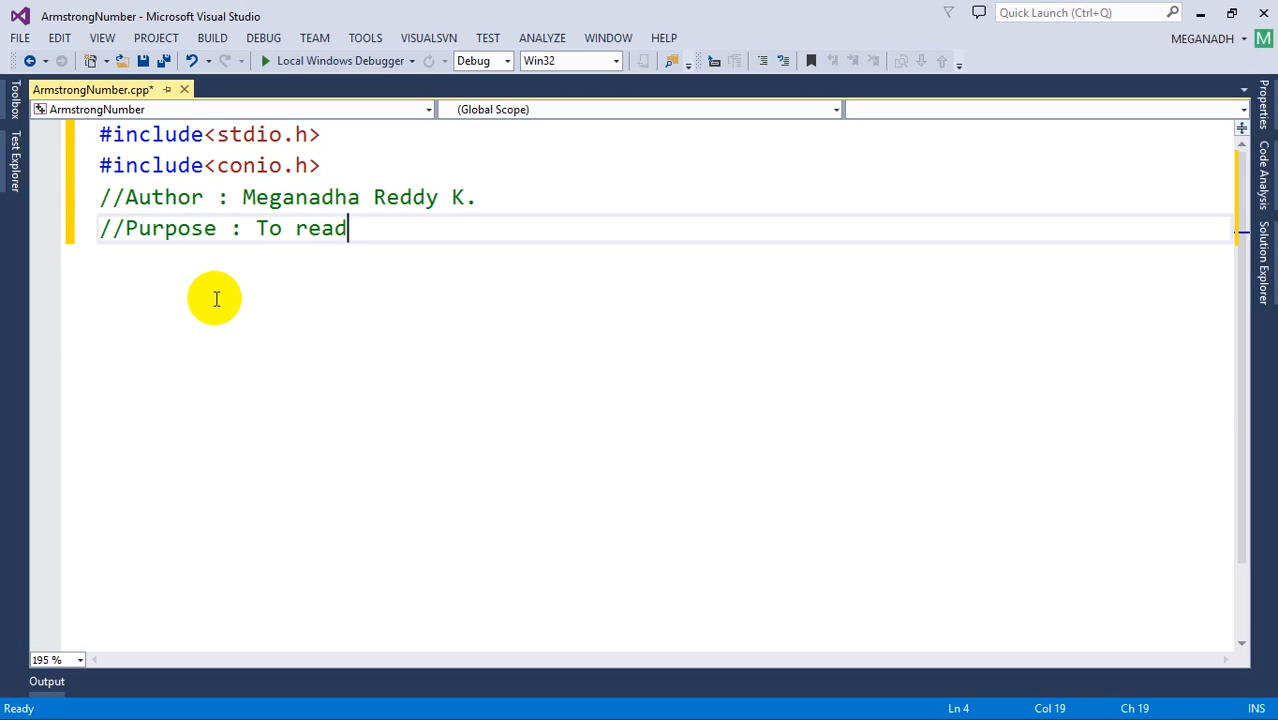 ArmstrongNumber - Microsoft Visual Studio
Quick Launch (Ctrl+Q)
FILE EDIT VIEW PROJECT BUILD DEBUG TEAM TOOLS VISUALSVN TEST ANALYZE WINDOW HELP
MEGANADH M
Local Windows Debugger Debug Win32
ArmstrongNumber.cpp*
ArmstrongNumber (Global Scope)
Toolbox
Test Explorer
#include<stdio.h>
#include<conio.h>
//Author : Meganadha Reddy K.
//Purpose : To read
Properties
Code Analysis
Solution Explorer
195 %
Output
Ready Ln 4 Col 19 Ch 19 INS